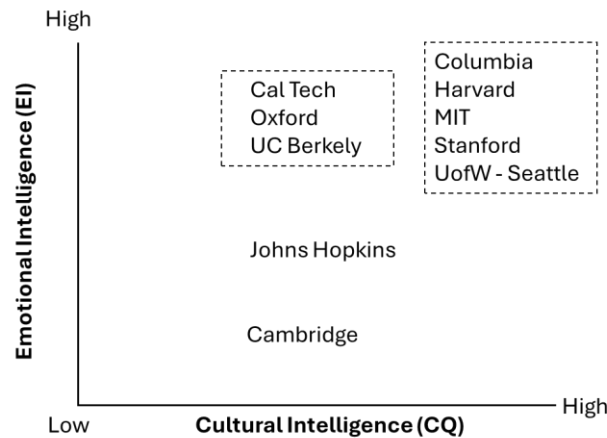 High
Emotional Intelligence (EI)
Cal Tech
Oxford
UC Berkely
Columbia
Harvard
MIT
Stanford
UofW - Seattle
Johns Hopkins
Cambridge
Low
Cultural Intelligence (CQ)
High